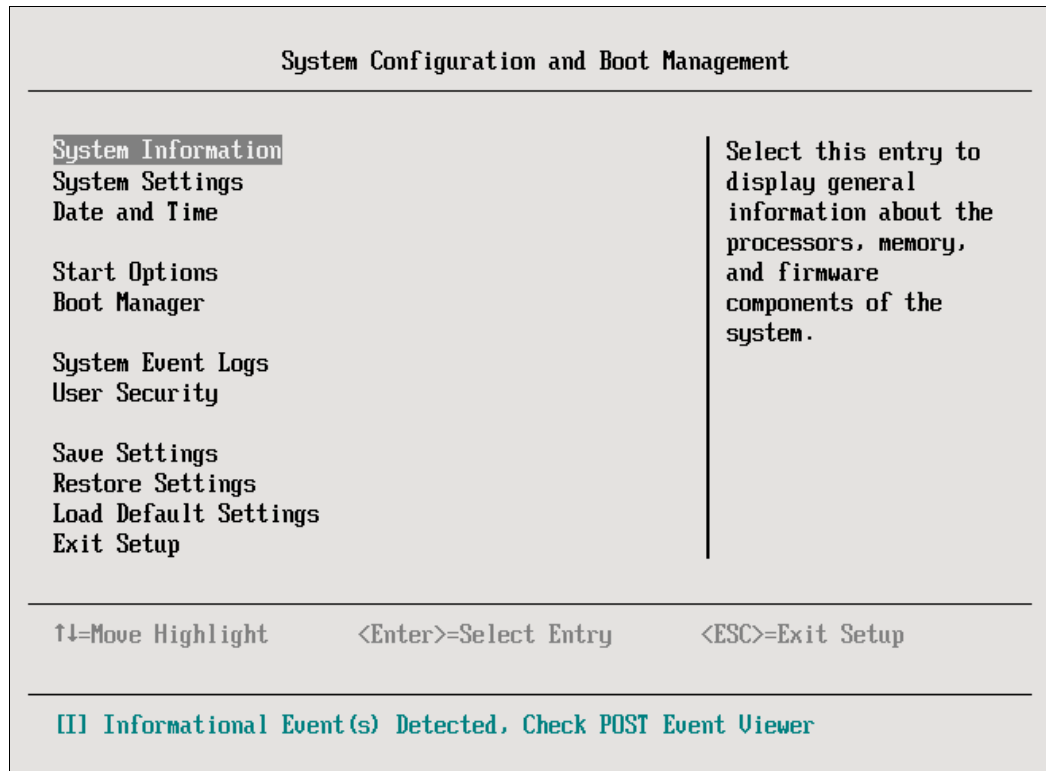 System Configuration and Boot Management
System Information
System Settings
Date and Time
Start Options
Boot Manager
System Event Logs
User Security
Save Settings
Restore Settings
Load Default Settings
Exit Setup
Select this entry to
display general
information about the
processors, memory,
and firmware
components of the
system.
↑↓=Move Highlight <Enter>=Select Entry <ESC>=Exit Setup
[I] Informational Event(s) Detected, Check POST Event Viewer